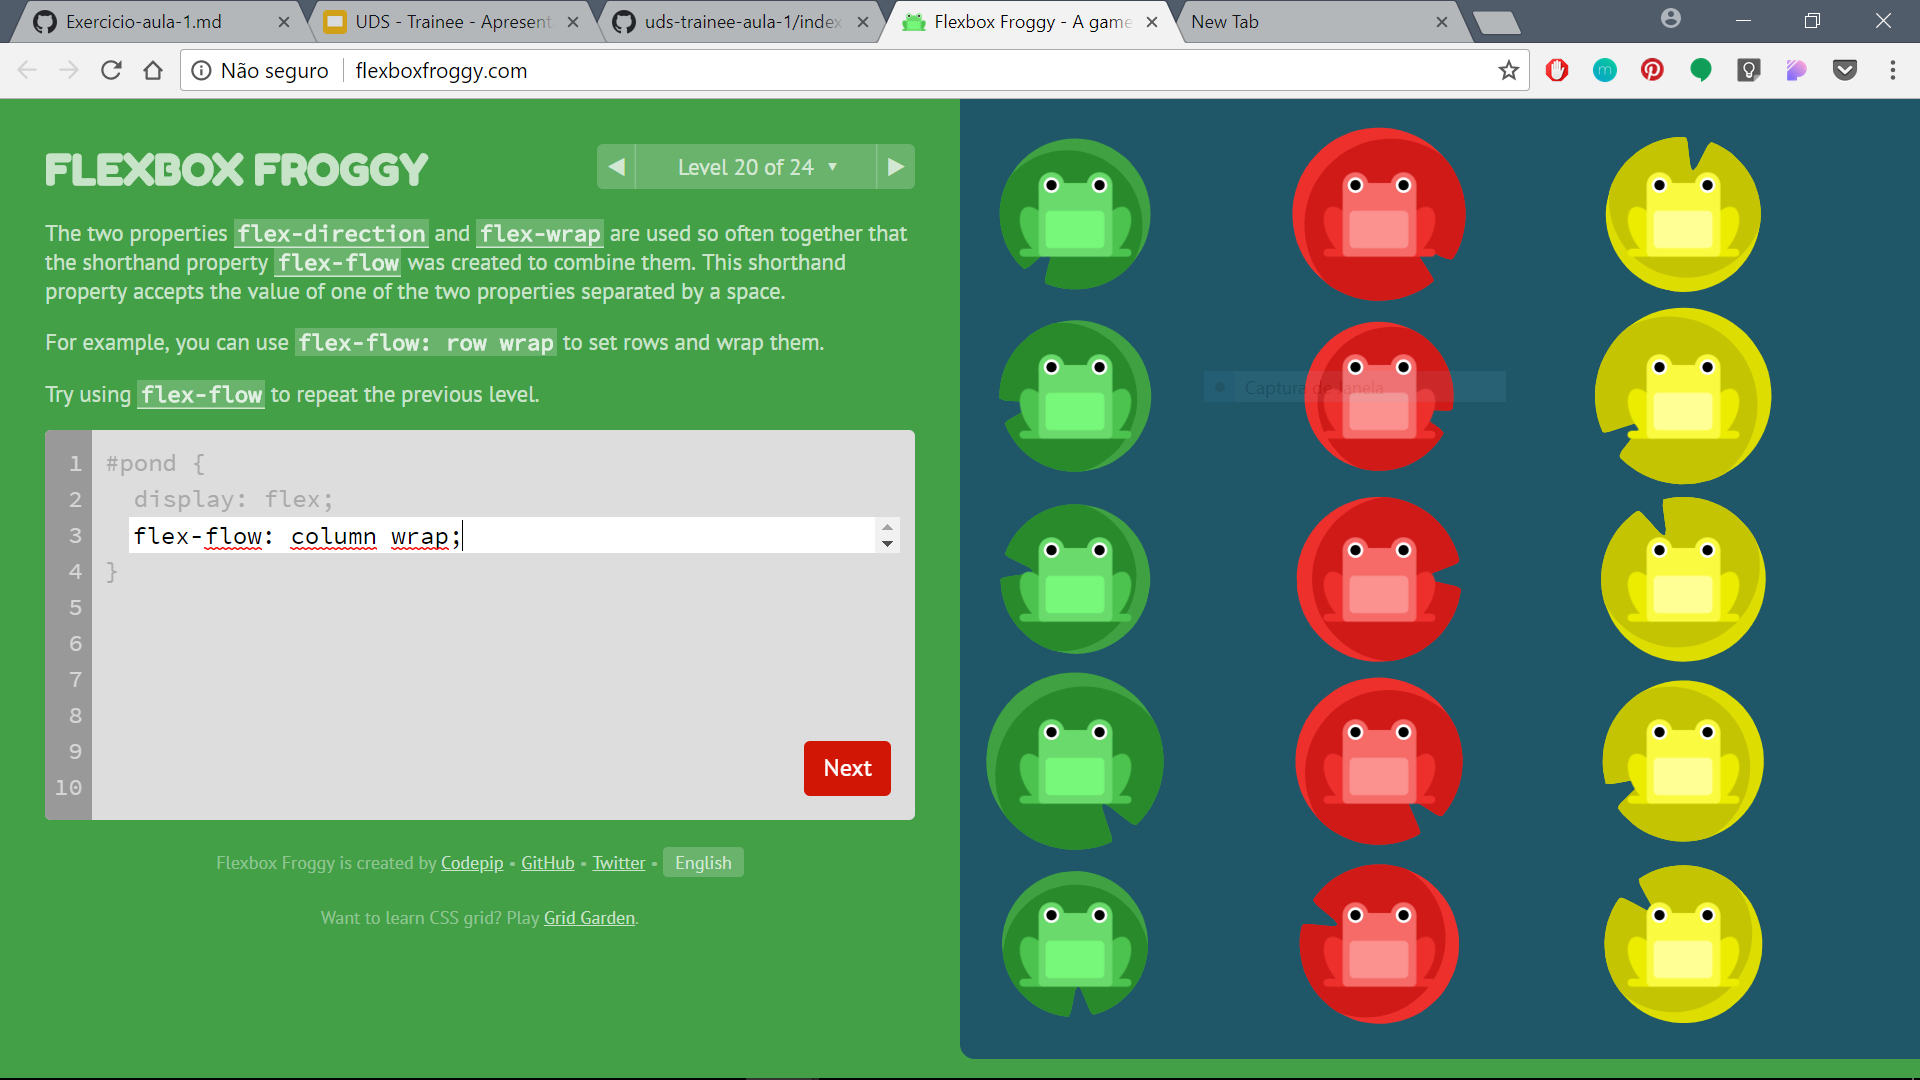 Exercicio-aula-1.md
UDS - Trainee - Apresent
uds-trainee-aula-1/index
Flexbox Froggy - A game
New Tab
Não seguro
flexboxfroggy.com
FLEXBOX FROGGY
Level 20 of 24
The two properties flex-direction and flex-wrap are used so often together that
the shorthand property flex-flow was created to combine them. This shorthand
property accepts the value of one of the two properties separated by a space.
For example, you can use flex-flow: row wrap to set rows and wrap them.
Try using flex-flow to repeat the previous level.
1 #pond {
2 display: flex;
3 flex-flow: column wrap;
4 }
5
6
7
8
9
10
Next
Flexbox Froggy is created by Codepip • GitHub • Twitter • English
Want to learn CSS grid? Play Grid Garden.
Captura de Janela